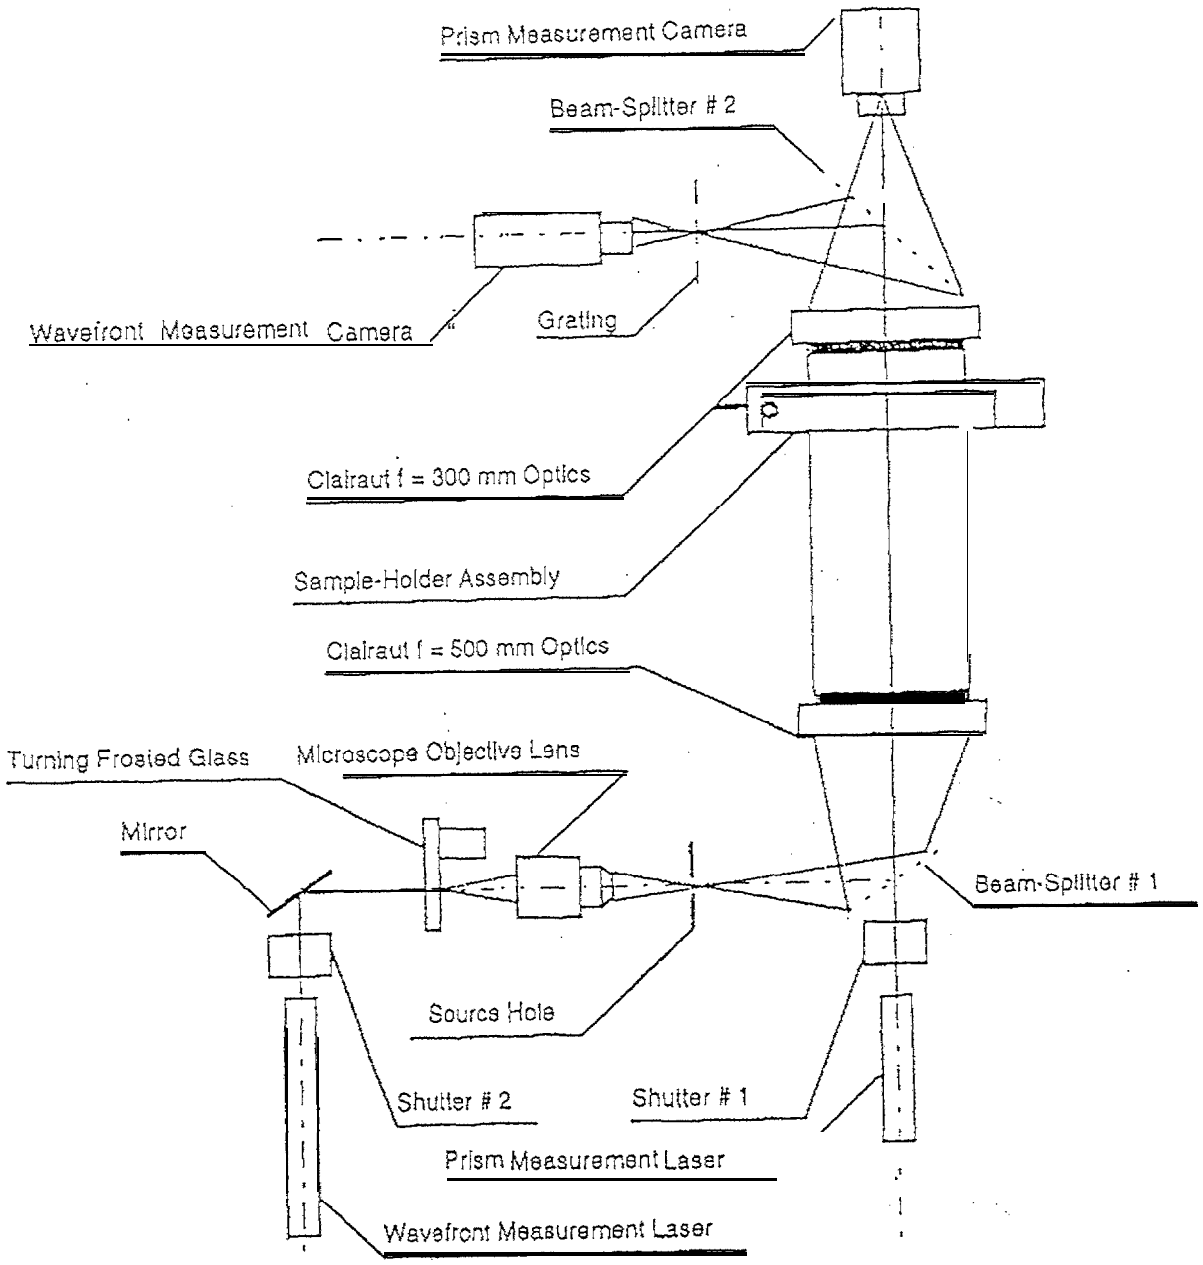 Prism Measurement Camera
Beam-Splitter # 2
Wavefront Measurement Camera "
Grating
Clairaut f = 300 mm Optics
Sample-Holder Assembly
Clairaut f = 500 mm Optics
Turning Frosted Glass
Microscope Objective Lens
Mirror
Beam-Splitter # 1
Source Hole
Shutter # 2
Shutter # 1
Prism Measurement Laser
Wavefront Measurement Laser